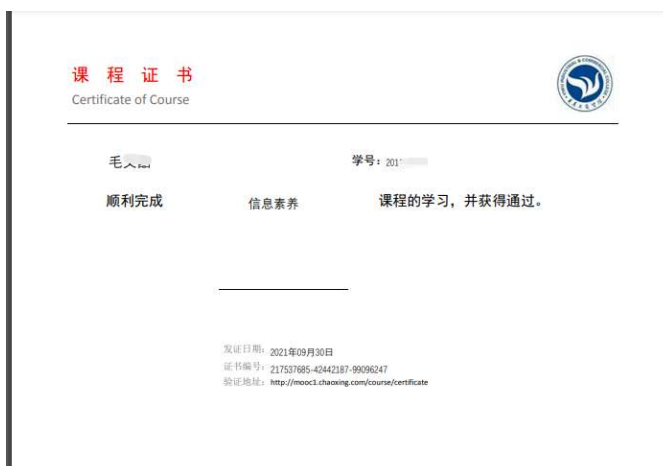 课 程 证 书
Certificate of Course
毛
学号：201
顺利完成 信息素养 课程的学习，并获得通过。
发证日期：2021年09月30日
证书编号：217537685-42442187-99096247
验证地址：http://mooc1.chaoxing.com/course/certificate